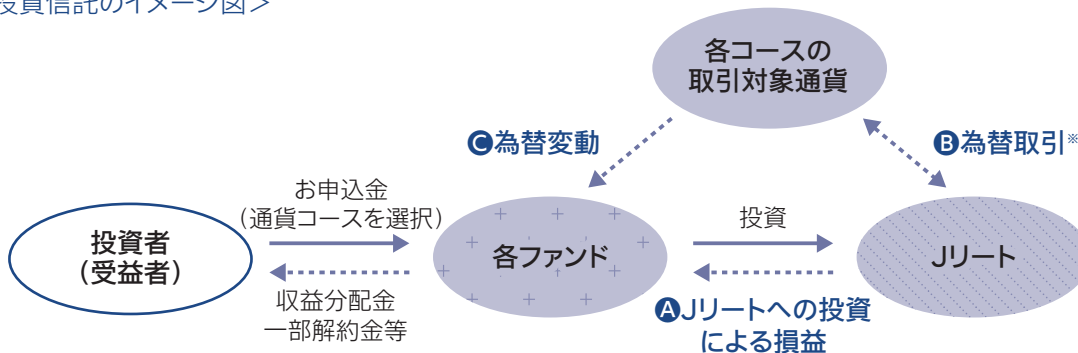 投資信託のイメージ図＞
各コースの
取引対象通貨
Ⓒ為替変動
Ⓑ為替取引※
お申込金
（通貨コースを選択）
投資
投資者
（受益者）
各ファンド
Jリート
収益分配金
一部解約金等
ⒶJリートへの投資
による損益